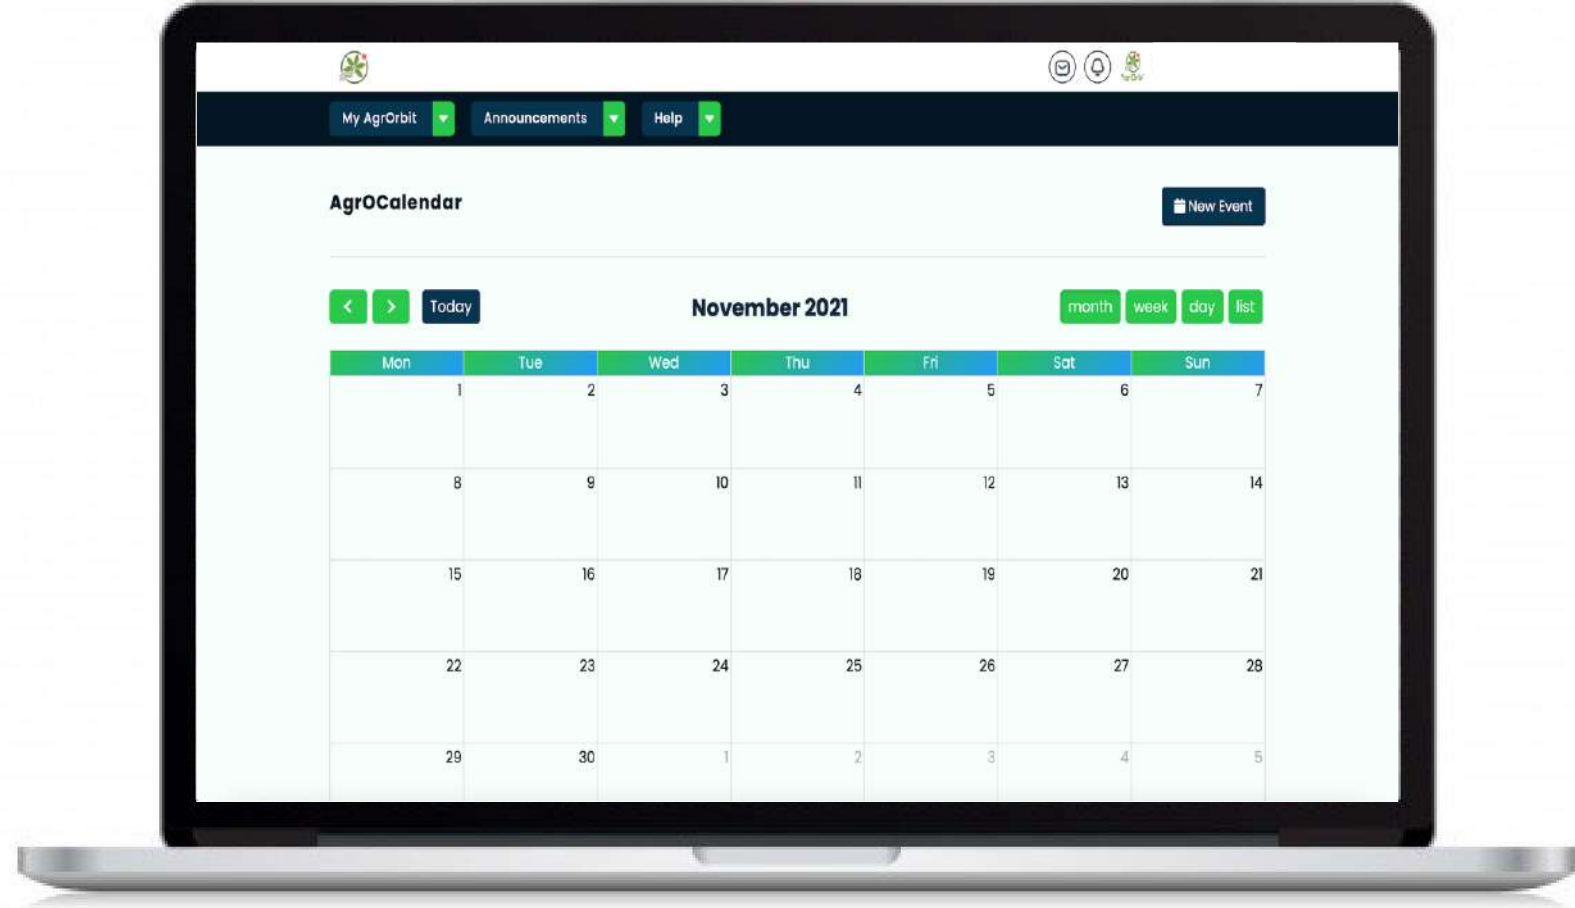 My AgrOrbit Announcements Help
AgrOCalendar
New Event
Today
November 2021
month week day list
Mon Tue Wed Thu Fri Sat Sun
1 2 3 4 5 6 7
8 9 10 11 12 13 14
15 16 17 18 19 20 21
22 23 24 25 26 27 28
29 30 1 2 3 4 5